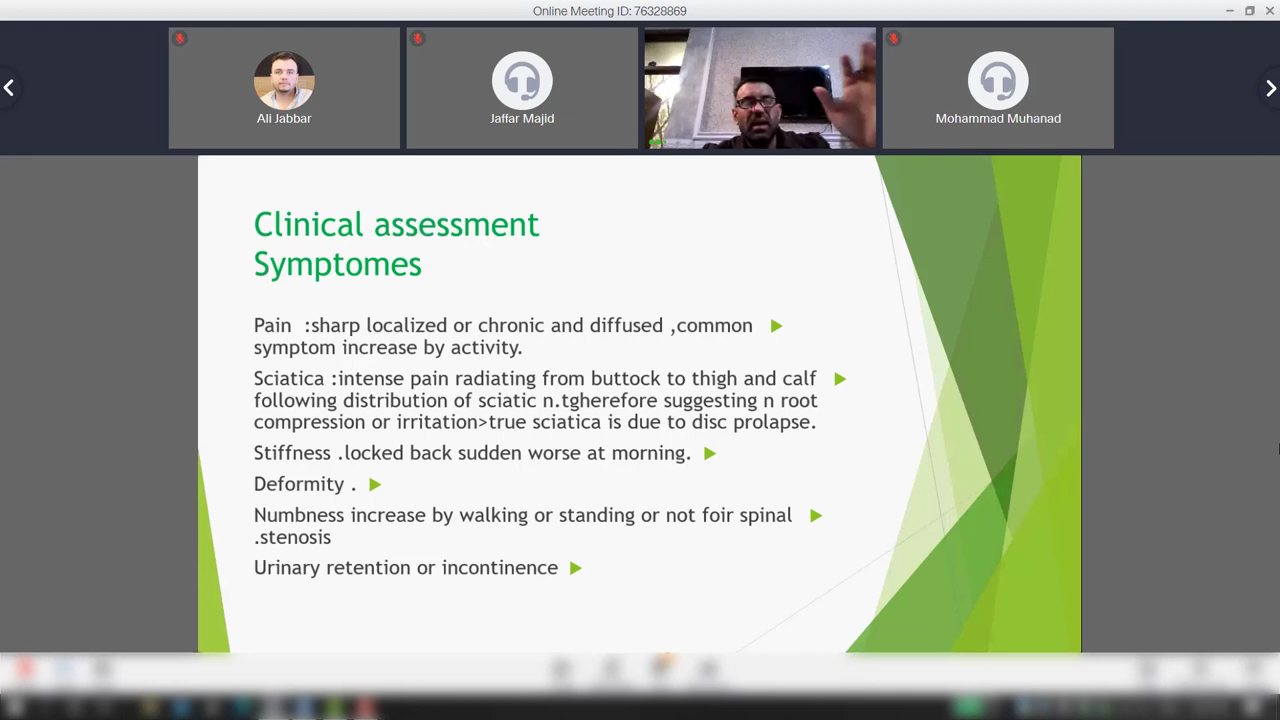 Online Meeting ID: 76328869
Ali Jabbar
Jaffar Majid
Mohammad Muhanad
Clinical assessment
Symptomes
Pain :sharp localized or chronic and diffused ,common
symptom increase by activity.
Sciatica :intense pain radiating from buttock to thigh and calf
following distribution of sciatic n.tgherefore suggesting n root
compression or irritation>true sciatica is due to disc prolapse.
Stiffness .locked back sudden worse at morning.
Deformity .
Numbness increase by walking or standing or not foir spinal
.stenosis
Urinary retention or incontinence